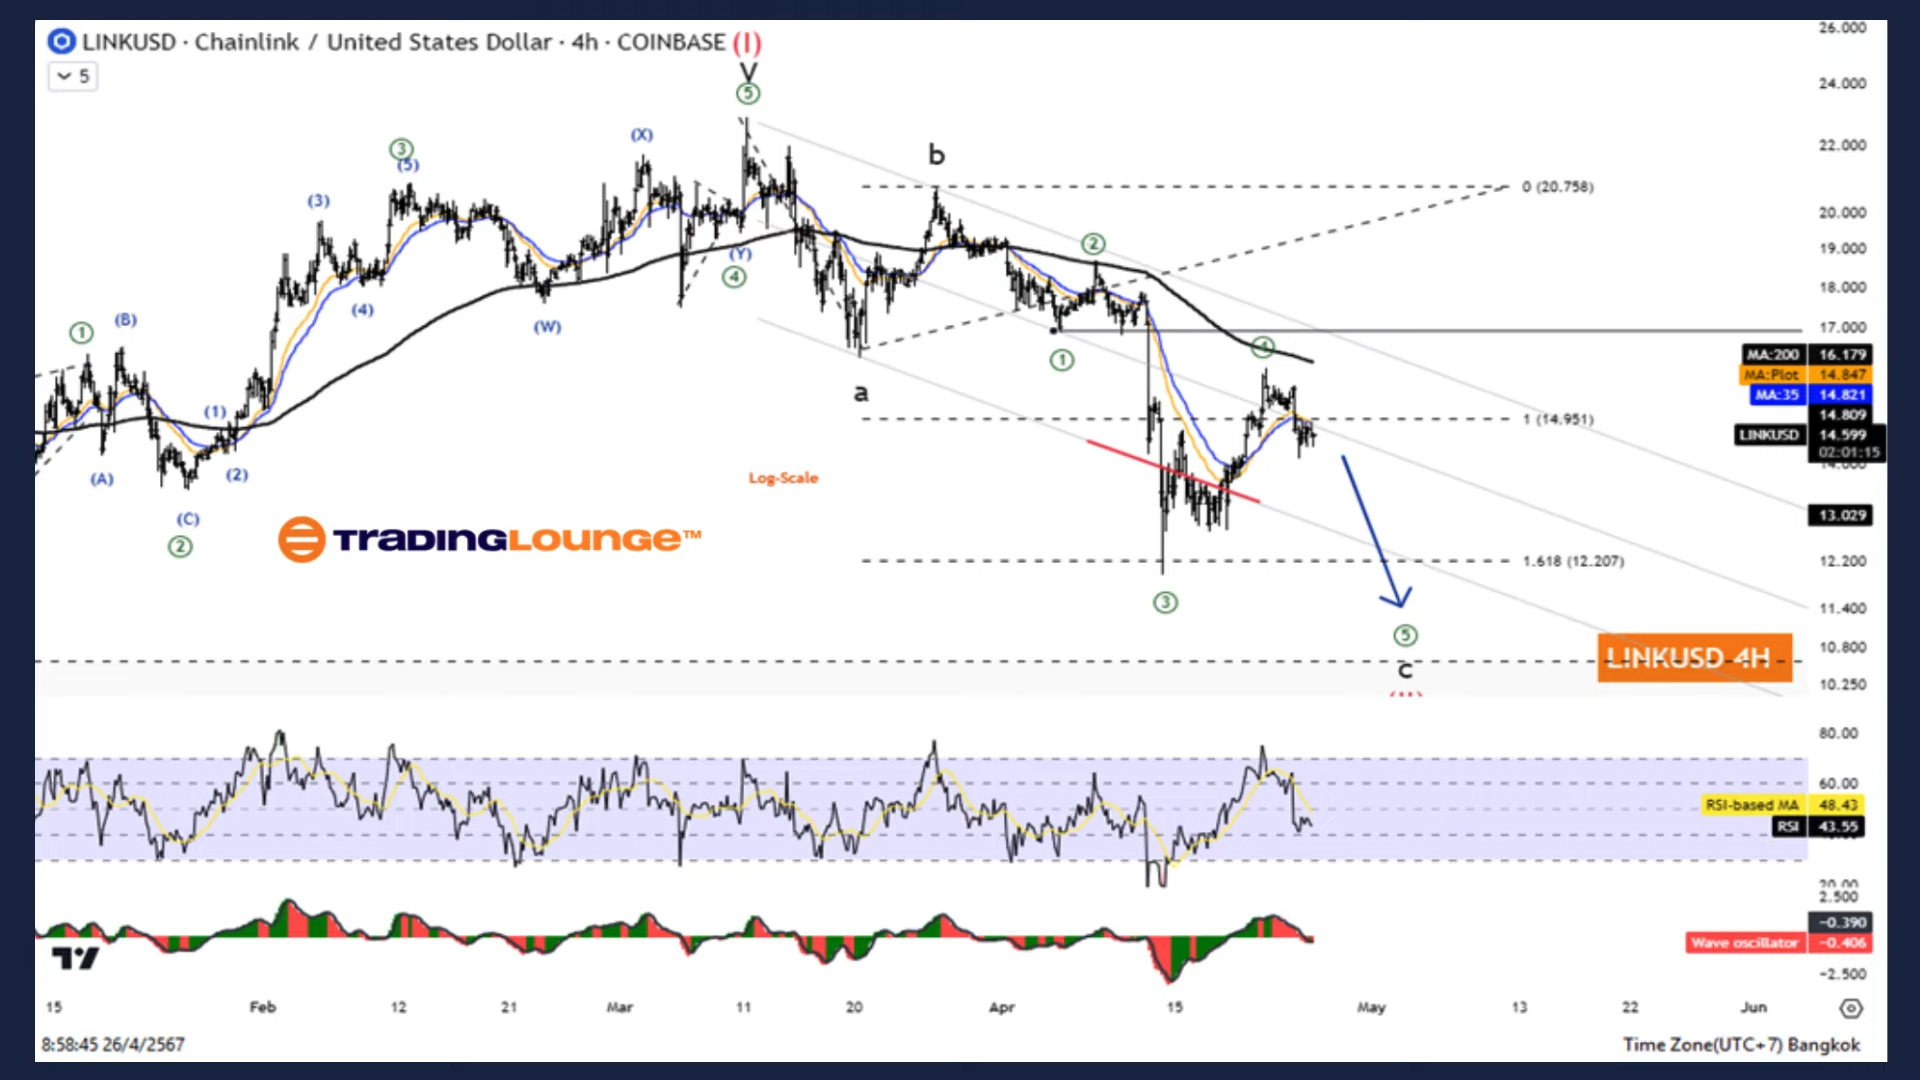 LINKUSD · Chainlink / United States Dollar · 4h · COINBASE (I)
5
V
5
3
(5)
(3)
(4)
1
(B)
(A)
(C)
2
(1)
(2)
(W)
(X)
(Y)
4
b
a
2
1
4
3
5
c
0 (20.758)
1 (14.951)
1.618 (12.207)
Log-Scale
TRADINGLOUNGE™
LINKUSD 4H
26.000
24.000
22.000
20.000
19.000
18.000
17.000
MA:200 16.179
MA:Plot 14.847
MA:35 14.821
14.809
LINKUSD 14.599
02:01:15
14.000
13.029
12.200
11.400
10.800
10.250
80.00
60.00
RSI-based MA 48.43
RSI 43.55
20.00
2.500
−0.390
Wave oscillator −0.406
−2.500
15 Feb 12 21 Mar 11 20 Apr 15 May 13 22 Jun
8:58:45 26/4/2567
Time Zone(UTC+7) Bangkok